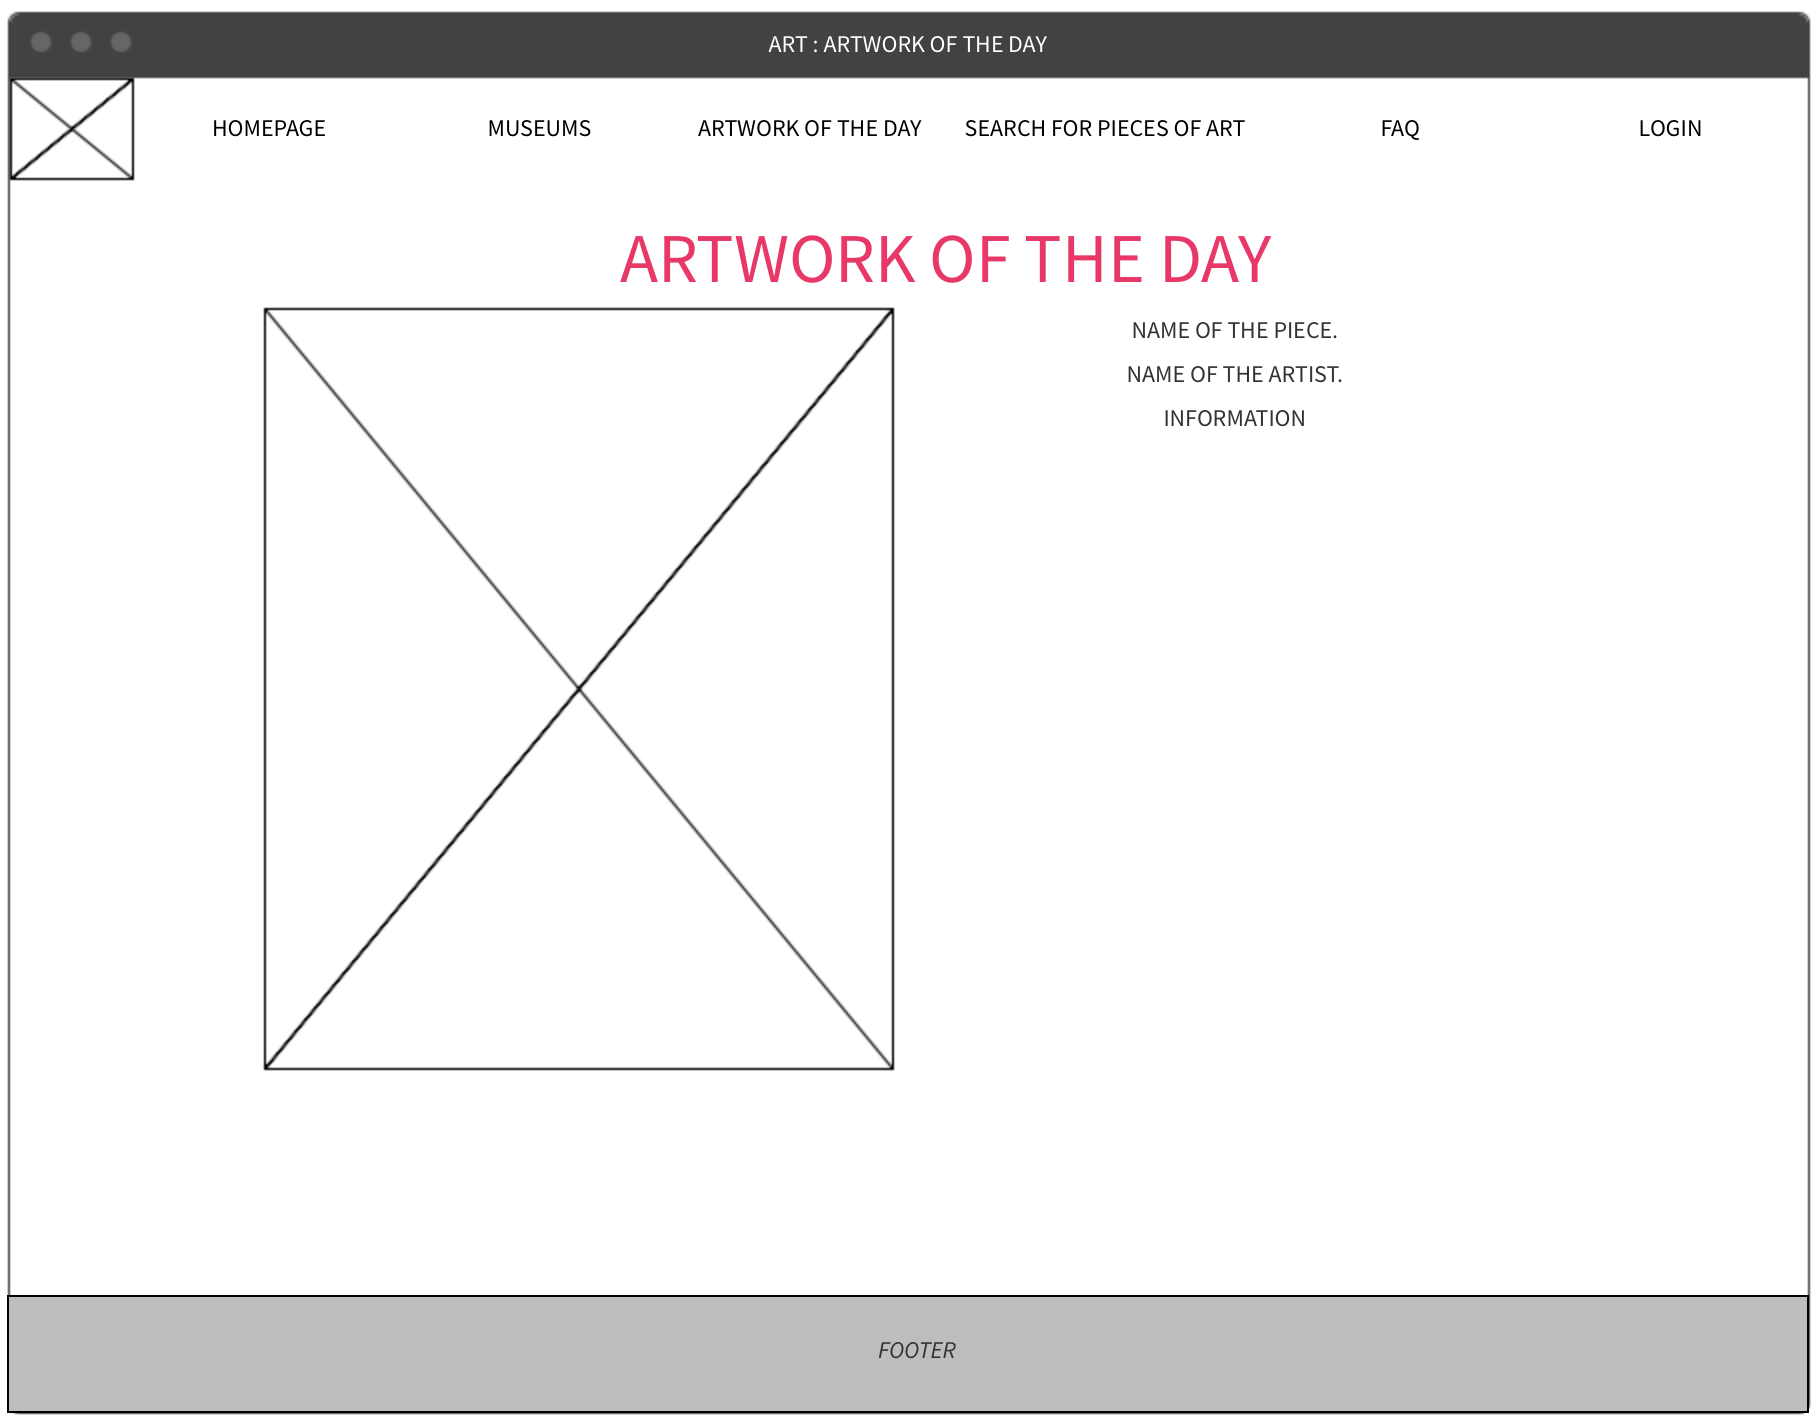 ART : ARTWORK OF THE DAY
HOMEPAGE MUSEUMS ARTWORK OF THE DAY SEARCH FOR PIECES OF ART FAQ LOGIN
ARTWORK OF THE DAY
NAME OF THE PIECE.
NAME OF THE ARTIST.
INFORMATION
FOOTER